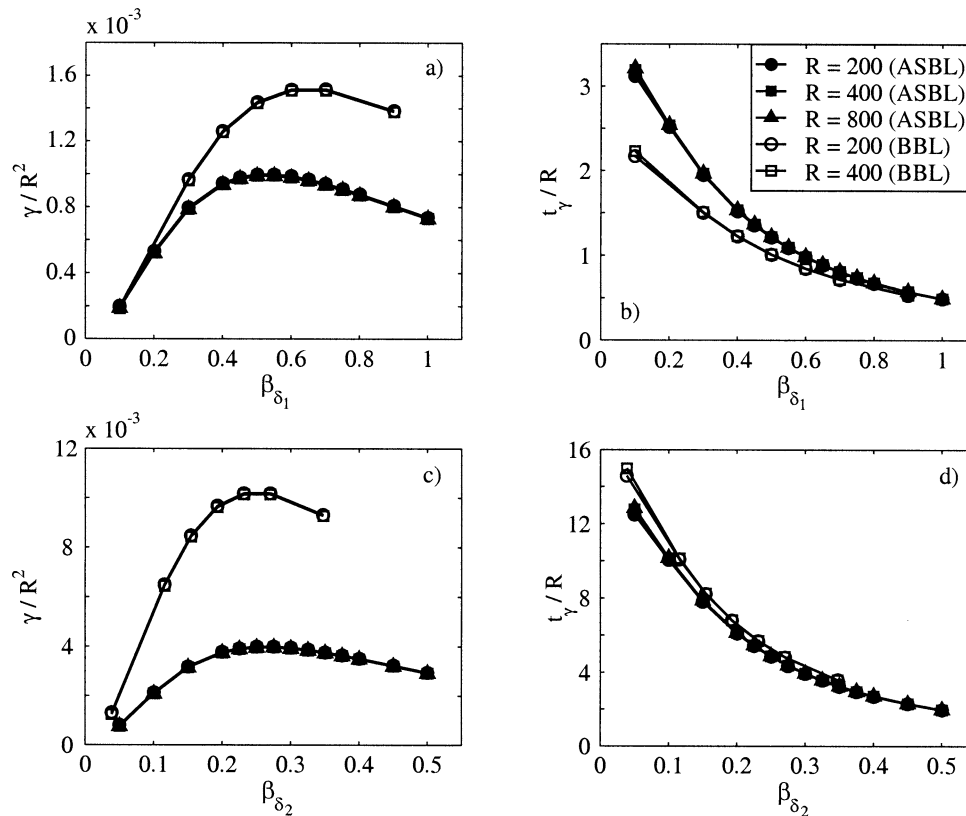 x 10⁻³
1.6
1.2
0.8
0.4
0
γ / R²
a)
0 0.2 0.4 0.6 0.8 1
β_δ₁
3
2
1
0
t_γ / R
b)
R = 200 (ASBL)
R = 400 (ASBL)
R = 800 (ASBL)
R = 200 (BBL)
R = 400 (BBL)
0 0.2 0.4 0.6 0.8 1
β_δ₁
x 10⁻³
12
8
4
0
γ / R²
c)
0 0.1 0.2 0.3 0.4 0.5
β_δ₂
16
12
8
4
0
t_γ / R
d)
0 0.1 0.2 0.3 0.4 0.5
β_δ₂